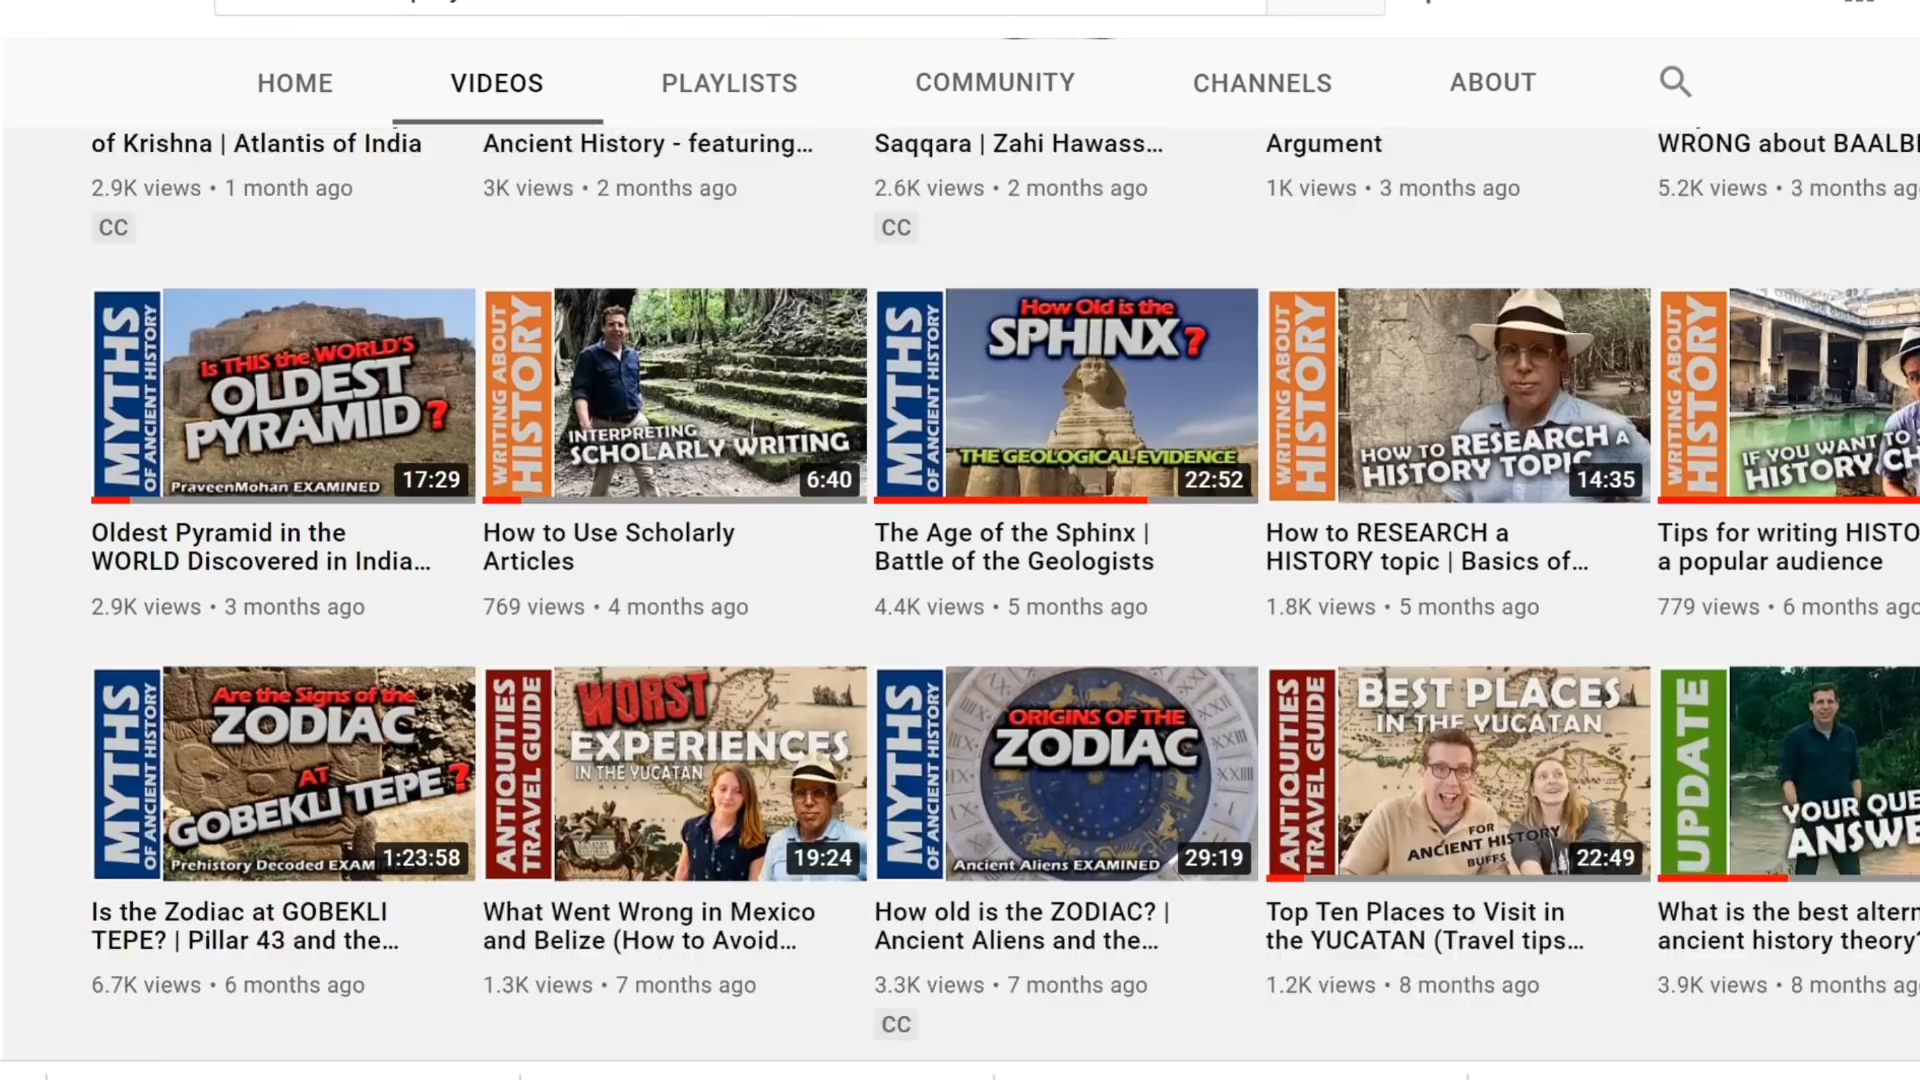 HOME
VIDEOS
PLAYLISTS
COMMUNITY
CHANNELS
ABOUT
of Krishna | Atlantis of India
2.9K views • 1 month ago
CC
Ancient History - featuring...
3K views • 2 months ago
Saqqara | Zahi Hawass...
2.6K views • 2 months ago
CC
Argument
1K views • 3 months ago
WRONG about
5.2K views • 3 months
MYTHS
OF ANCIENT HISTORY
Is THIS the WORLD'S
OLDEST
PYRAMID?
PraveenMohan EXAMINED
17:29
Oldest Pyramid in the
WORLD Discovered in India...
2.9K views • 3 months ago
WRITING ABOUT
HISTORY
INTERPRETING
SCHOLARLY WRITING
6:40
How to Use Scholarly
Articles
769 views • 4 months ago
MYTHS
OF ANCIENT HISTORY
How Old is the
SPHINX?
THE GEOLOGICAL EVIDENCE
22:52
The Age of the Sphinx |
Battle of the Geologists
4.4K views • 5 months ago
WRITING ABOUT
HISTORY
HOW TO RESEARCH A
HISTORY TOPIC
14:35
How to RESEARCH a
HISTORY topic | Basics of...
1.8K views • 5 months ago
WRITING ABOUT
HISTORY
IF YOU WANT TO
HISTORY
Tips for writing
a popular audience
779 views • 6 months ago
MYTHS
OF ANCIENT HISTORY
Are the Signs of the
ZODIAC
AT
GOBEKLI TEPE?
Prehistory Decoded EXAM
1:23:58
Is the Zodiac at GOBEKLI
TEPE? | Pillar 43 and the...
6.7K views • 6 months ago
ANTIQUITIES
TRAVEL GUIDE
WORST
EXPERIENCES
IN THE YUCATAN
19:24
What Went Wrong in Mexico
and Belize (How to Avoid...
1.3K views • 7 months ago
MYTHS
OF ANCIENT HISTORY
ORIGINS OF THE
ZODIAC
Ancient Aliens EXAMINED
29:19
How old is the ZODIAC? |
Ancient Aliens and the...
3.3K views • 7 months ago
CC
ANTIQUITIES
TRAVEL GUIDE
BEST PLACES
IN THE YUCATAN
FOR
ANCIENT HISTORY
BUFFS
22:49
Top Ten Places to Visit in
the YUCATAN (Travel tips...
1.2K views • 8 months ago
UPDATE
YOUR
What is the best
ancient history theory?
3.9K views • 8 months